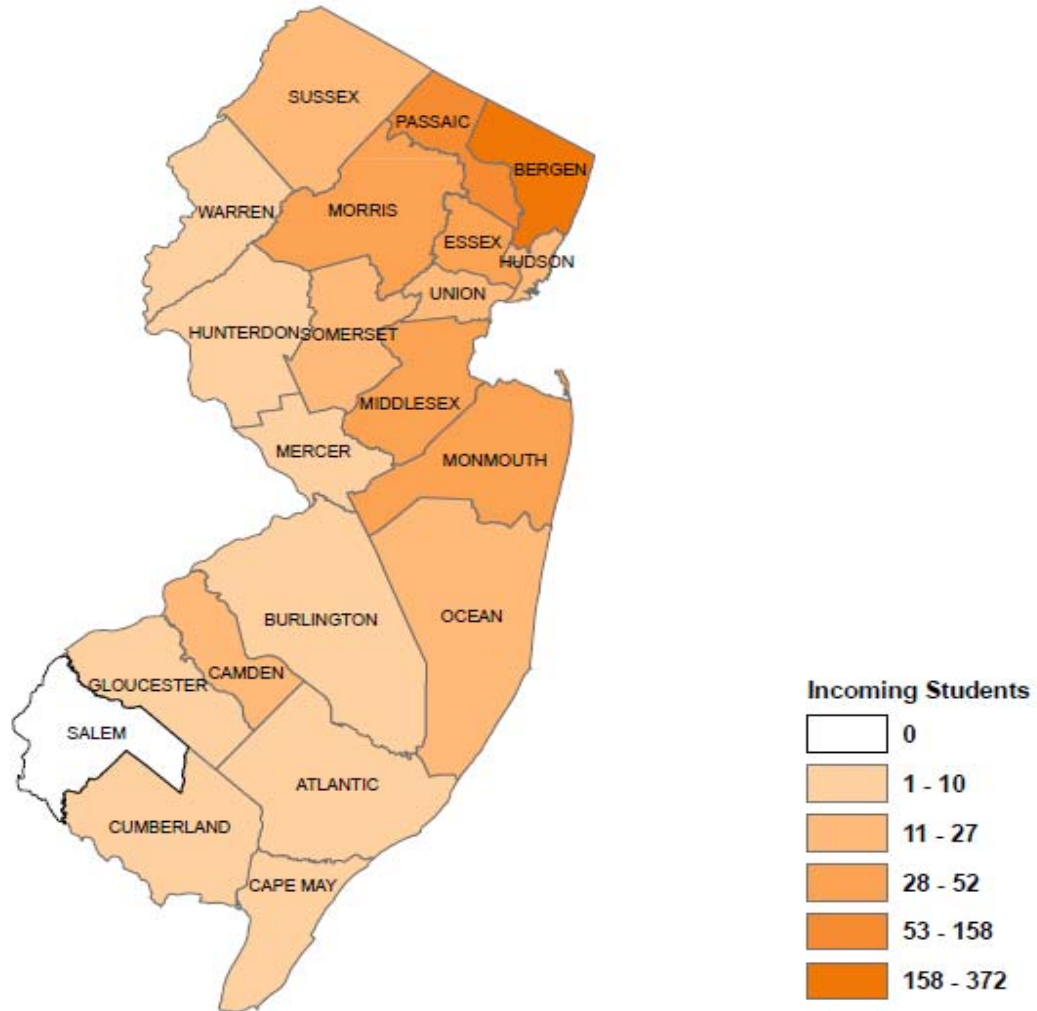 SUSSEX
PASSAIC
BERGEN
WARREN
MORRIS
ESSEX
HUDSON
UNION
HUNTERDON
SOMERSET
MIDDLESEX
MERCER
MONMOUTH
OCEAN
BURLINGTON
CAMDEN
GLOUCESTER
SALEM
ATLANTIC
CUMBERLAND
CAPE MAY
Incoming Students
0
1 - 10
11 - 27
28 - 52
53 - 158
158 - 372